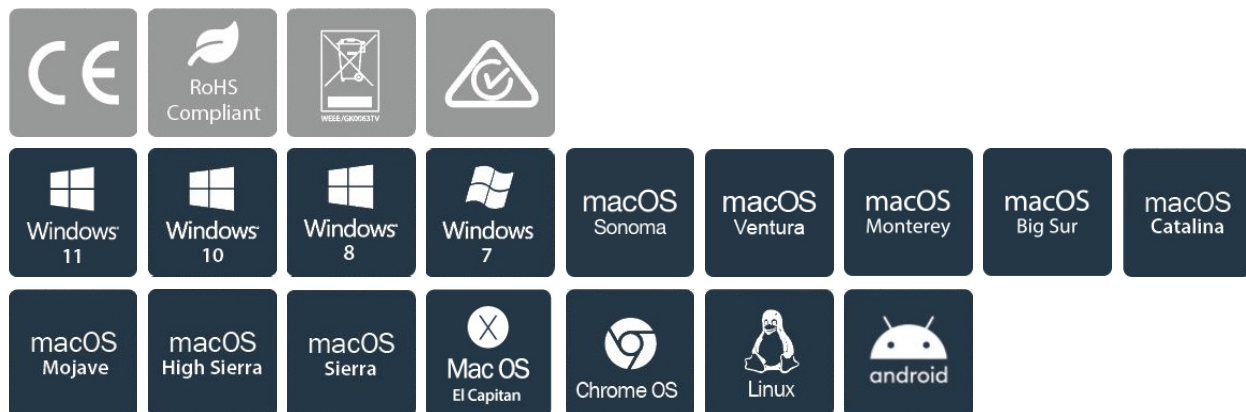 CE
RoHS
Compliant
WEEE/GK0063TV
Windows
11
Windows
10
Windows
8
Windows
7
macOS
Sonoma
macOS
Ventura
macOS
Monterey
macOS
Big Sur
macOS
Catalina
macOS
Mojave
macOS
High Sierra
macOS
Sierra
X
Mac OS
El Capitan
Chrome OS
Linux
android